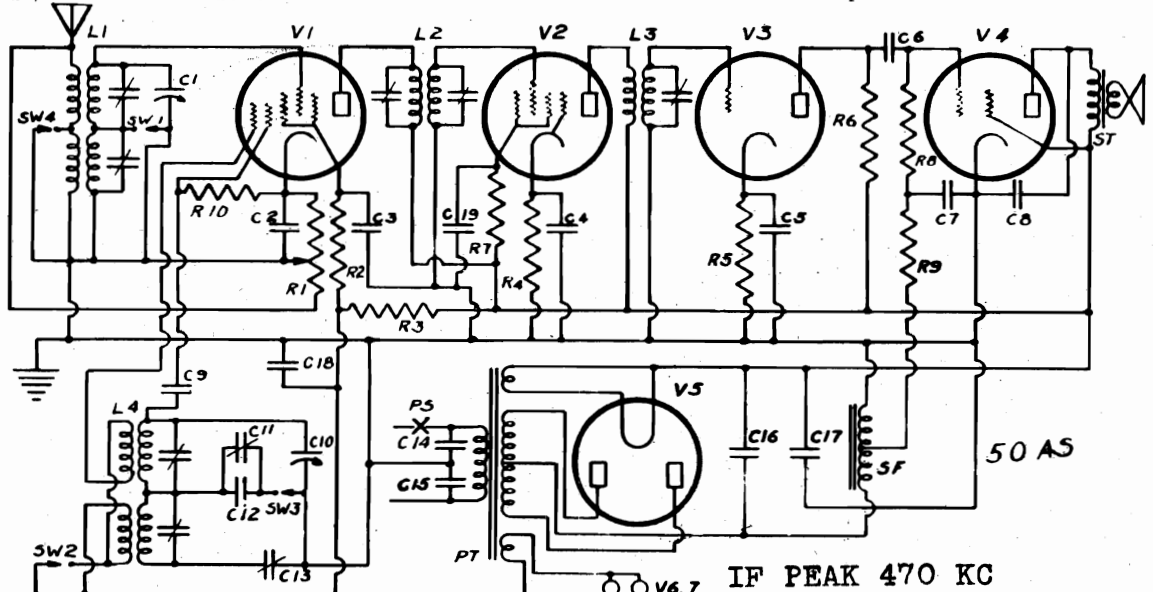 L1
V1
L2
V2
L3
V3
C6
V4
C1
SW4
SW1
R6
R8
ST
R10
C2
C3
C19
R7
C4
C5
C7
C8
R1
R2
R4
R5
R9
R3
C18
C9
L4
PS
V5
C11
C10
C14
C16
C17
SF
50 AS
C15
C12
SW3
SW2
C13
PT
V6,7
IF PEAK 470 KC